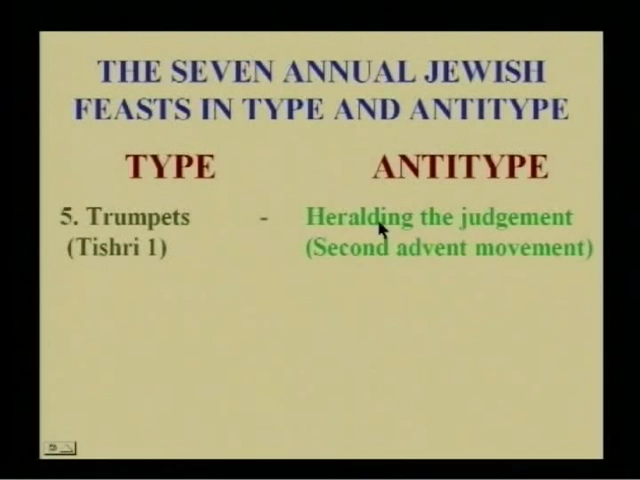 THE SEVEN ANNUAL JEWISH
FEASTS IN TYPE AND ANTITYPE
TYPE ANTITYPE
5. Trumpets - Heralding the judgement
(Tishri 1) (Second advent movement)